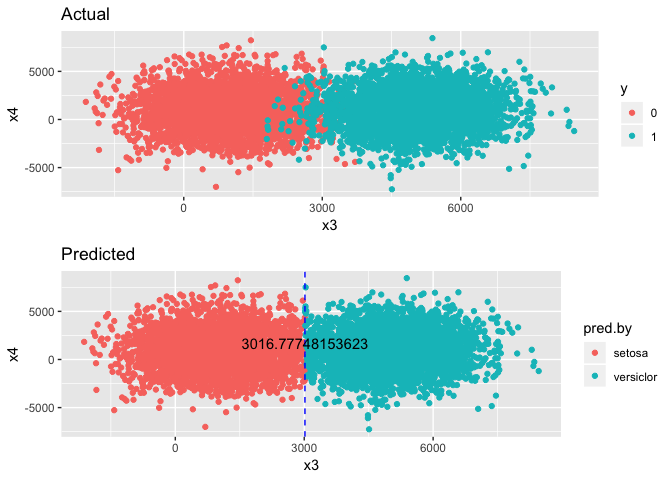 Actual
5000
0
-5000
x4
0
3000
6000
x3
y
0
1
Predicted
5000
0
-5000
x4
3016.77748153623
0
3000
6000
x3
pred.by
setosa
versiclor